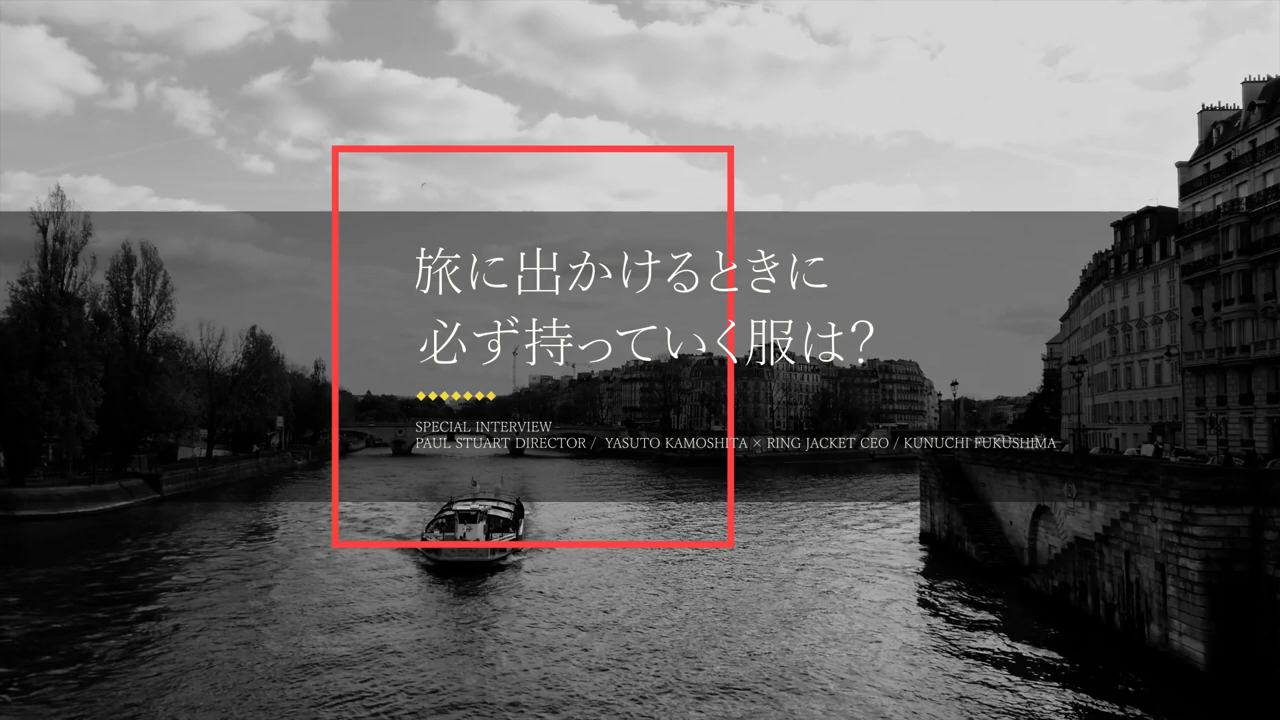 旅に出かけるときに
必ず持っていく服は?
SPECIAL INTERVIEW
PAUL STUART DIRECTOR / YASUTO KAMOSHITA × RING JACKET CEO / KUNUCHI FUKUSHIMA